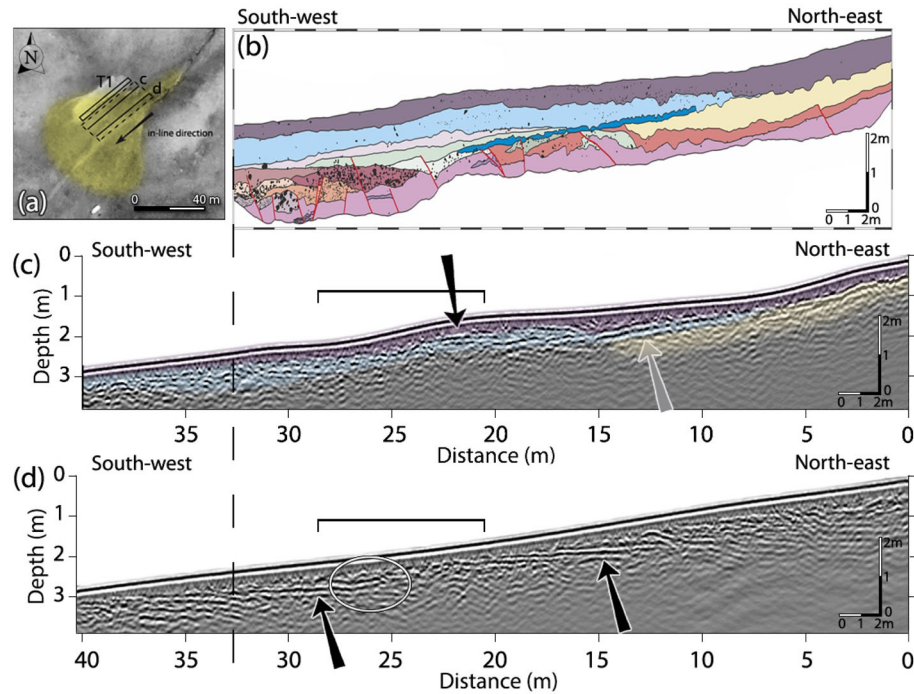 South-west North-east
N
T1
c
d
in-line direction
(a)
0 40 m
(b)
2m
1
0
0 1 2m
(c)
South-west North-east
Depth (m)
0
1
2
3
2m
1
0
0 1 2m
35 30 25 20 15 10 5 0
Distance (m)
(d)
South-west North-east
Depth (m)
0
1
2
3
2m
1
0
0 1 2m
40 35 30 25 20 15 10 5 0
Distance (m)